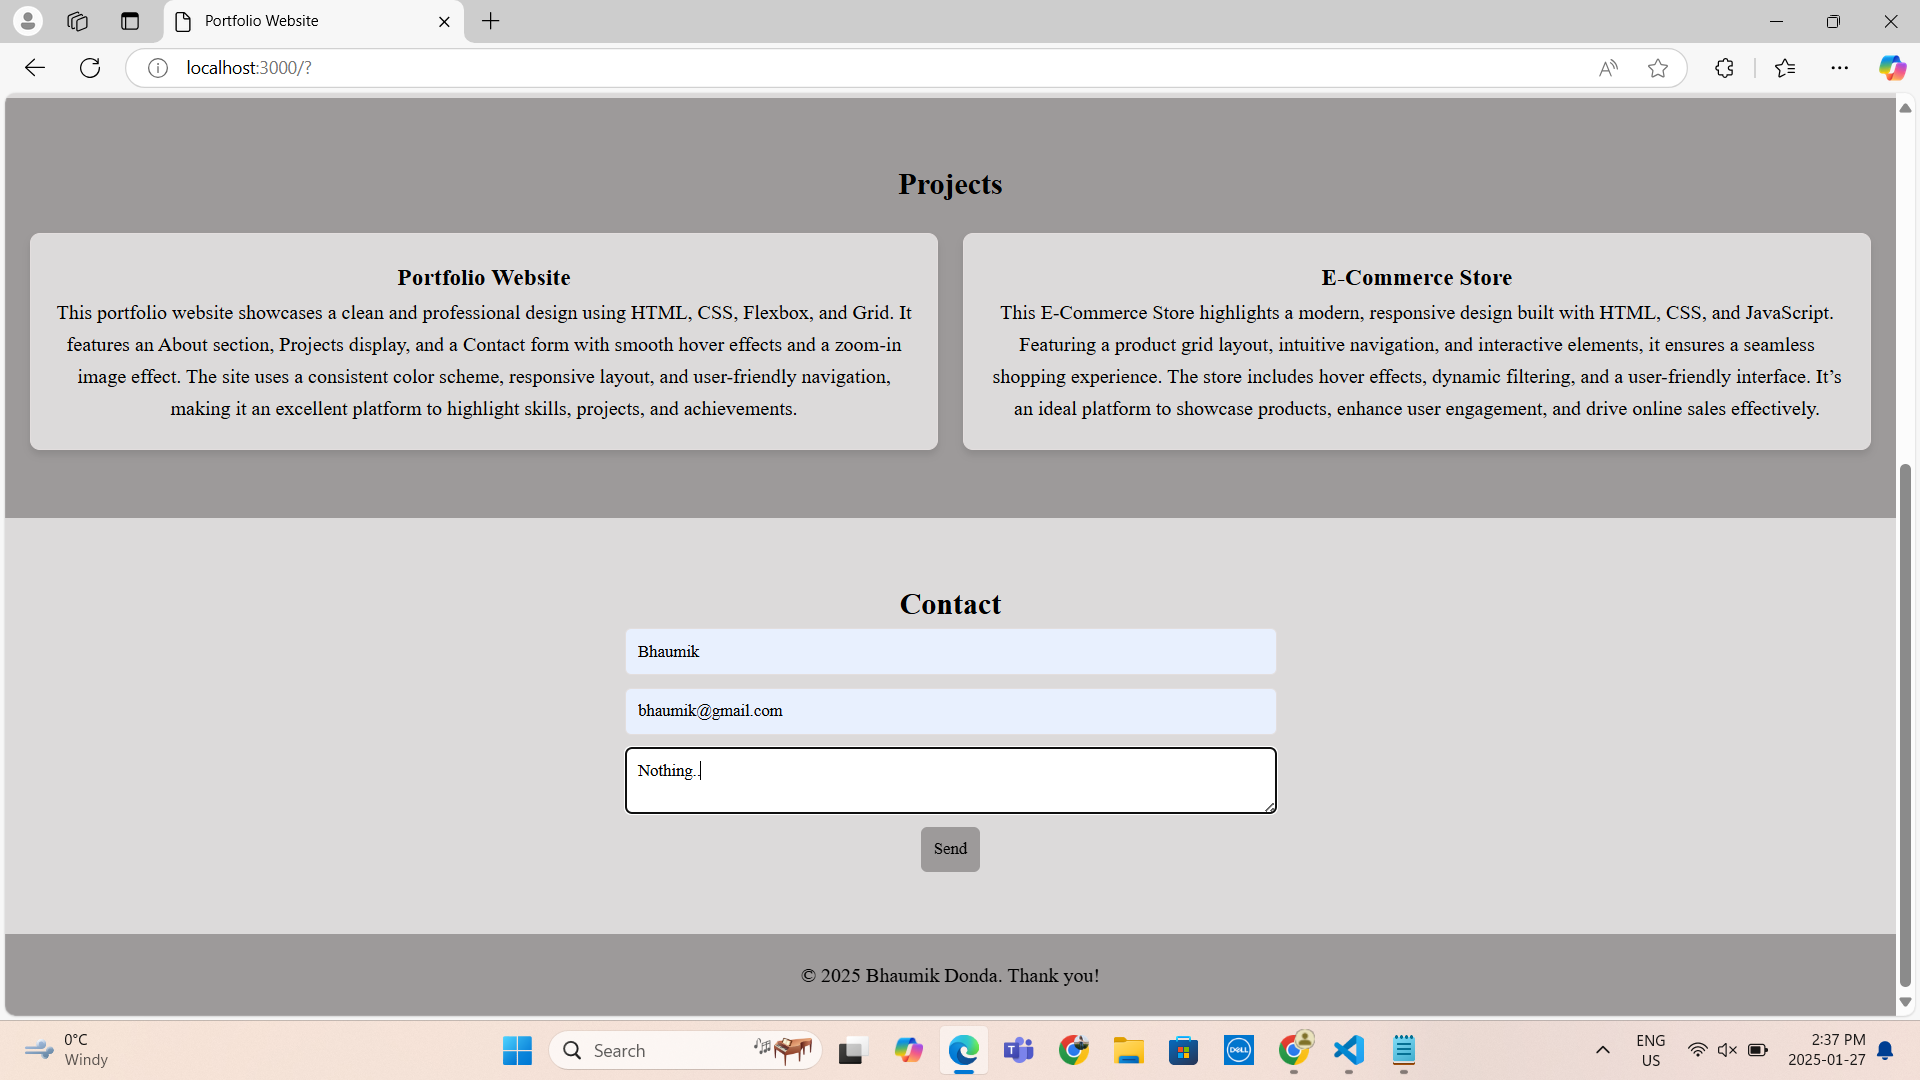 Portfolio Website
localhost:3000/?
Projects
Portfolio Website
This portfolio website showcases a clean and professional design using HTML, CSS, Flexbox, and Grid. It
features an About section, Projects display, and a Contact form with smooth hover effects and a zoom-in
image effect. The site uses a consistent color scheme, responsive layout, and user-friendly navigation,
making it an excellent platform to highlight skills, projects, and achievements.
E-Commerce Store
This E-Commerce Store highlights a modern, responsive design built with HTML, CSS, and JavaScript.
Featuring a product grid layout, intuitive navigation, and interactive elements, it ensures a seamless
shopping experience. The store includes hover effects, dynamic filtering, and a user-friendly interface. It’s
an ideal platform to showcase products, enhance user engagement, and drive online sales effectively.
Contact
Bhaumik
bhaumik@gmail.com
Nothing..
Send
© 2025 Bhaumik Donda. Thank you!
0°C
Windy
Search
DELL
ENG
US
2:37 PM
2025-01-27